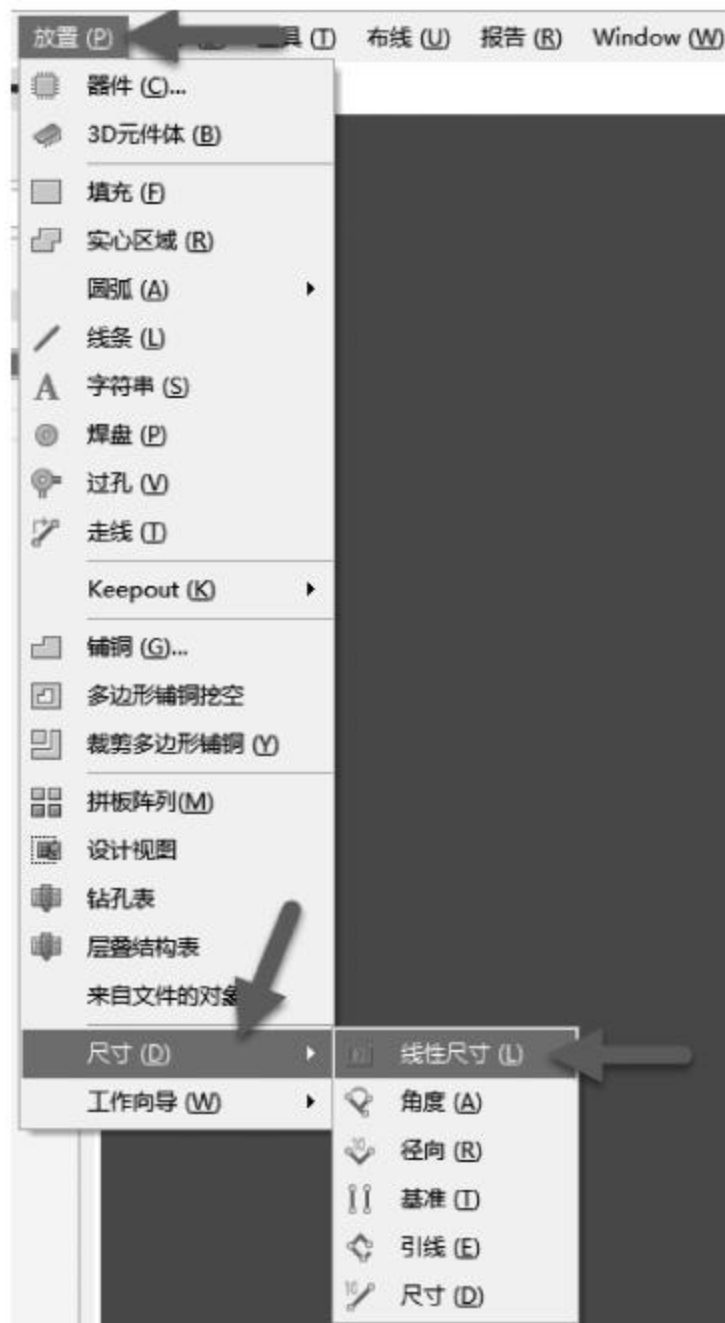 放置 (P) 具 (T) 布线 (U) 报告 (R) Window (W)
器件 (C)...
3D元件体 (B)
填充 (F)
实心区域 (R)
圆弧 (A)
线条 (L)
字符串 (S)
焊盘 (P)
过孔 (V)
走线 (T)
Keepout (K)
铺铜 (G)...
多边形铺铜挖空
裁剪多边形铺铜 (Y)
拼板阵列(M)
设计视图
钻孔表
层叠结构表
来自文件的对象
尺寸 (D)
线性尺寸 (L)
工作向导 (W)
角度 (A)
径向 (R)
基准 (T)
引线 (E)
尺寸 (D)